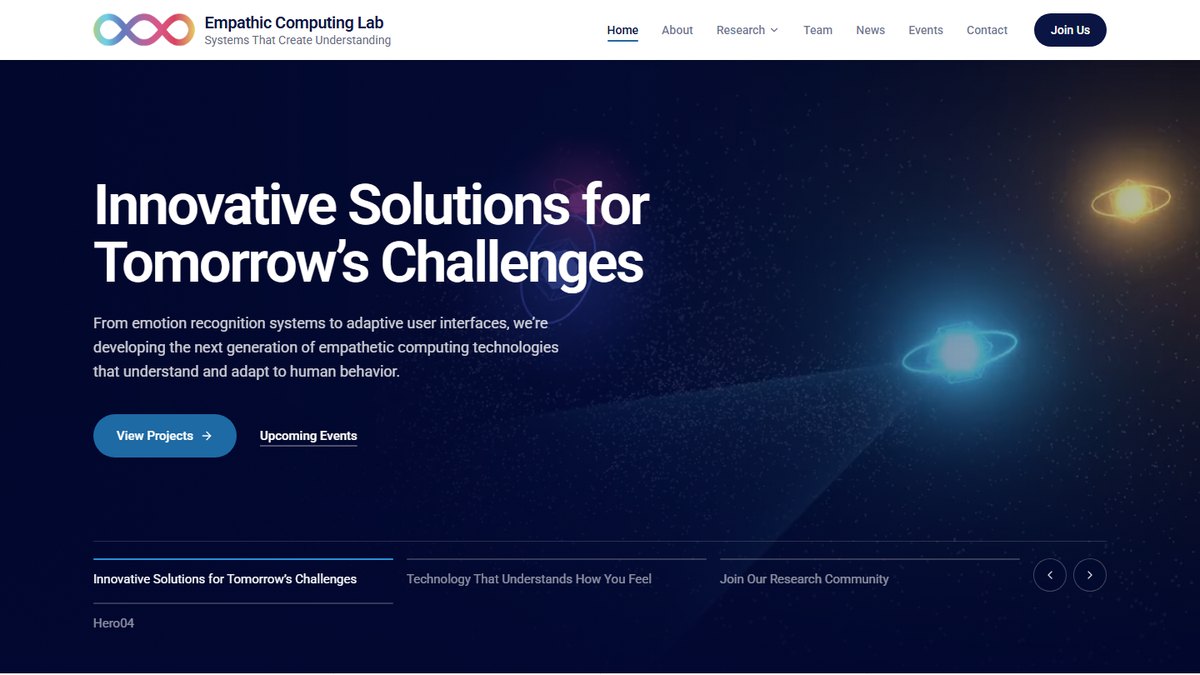 Empathic Computing Lab
Systems That Create Understanding
Home About Research Team News Events Contact Join Us
Innovative Solutions for
Tomorrow’s Challenges
From emotion recognition systems to adaptive user interfaces, we’re
developing the next generation of empathetic computing technologies
that understand and adapt to human behavior.
View Projects Upcoming Events
Innovative Solutions for Tomorrow’s Challenges Technology That Understands How You Feel Join Our Research Community
Hero04